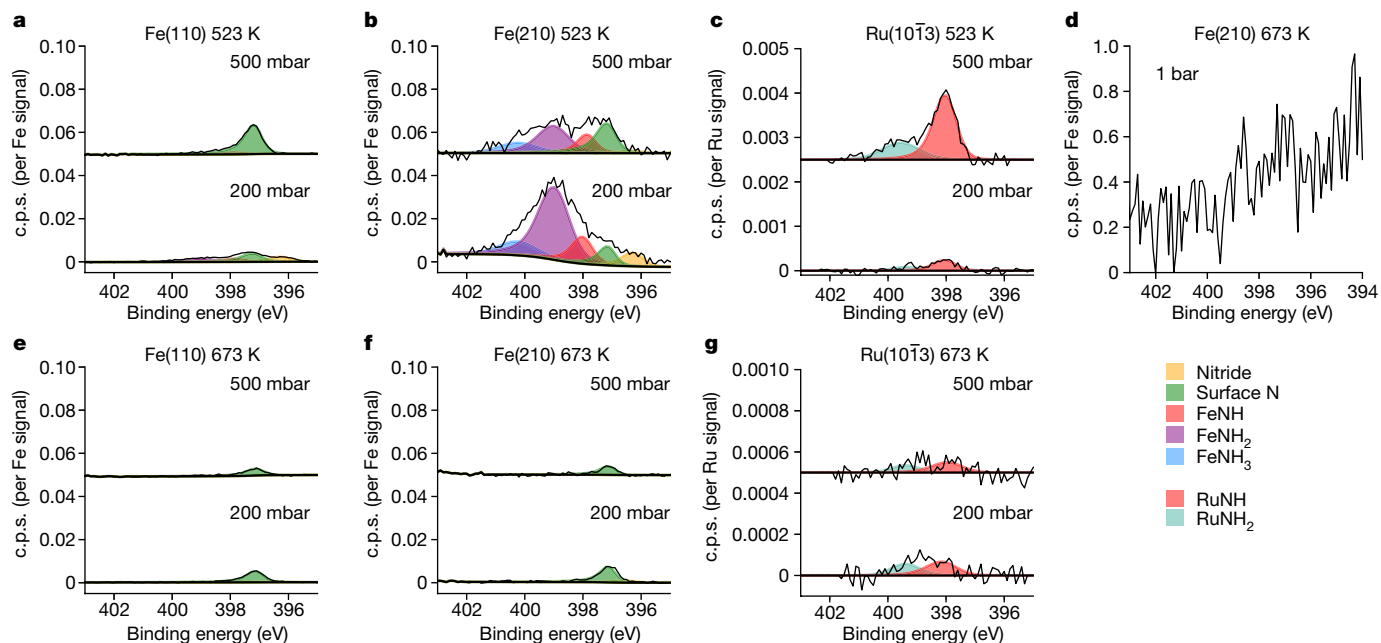 a
Fe(110) 523 K
500 mbar
200 mbar
0.10
0.08
0.06
0.04
0.02
0
c.p.s. (per Fe signal)
402 400 398 396
Binding energy (eV)
b
Fe(210) 523 K
500 mbar
200 mbar
0.10
0.08
0.06
0.04
0.02
0
402 400 398 396
Binding energy (eV)
c
Ru(101̄3) 523 K
500 mbar
200 mbar
0.005
0.004
0.003
0.002
0.001
0
c.p.s. (per Ru signal)
402 400 398 396
Binding energy (eV)
d
Fe(210) 673 K
1 bar
1.0
0.8
0.6
0.4
0.2
0
c.p.s. (per Fe signal)
402 400 398 396 394
Binding energy (eV)
e
Fe(110) 673 K
500 mbar
200 mbar
0.10
0.08
0.06
0.04
0.02
0
c.p.s. (per Fe signal)
402 400 398 396
Binding energy (eV)
f
Fe(210) 673 K
500 mbar
200 mbar
0.10
0.08
0.06
0.04
0.02
0
402 400 398 396
Binding energy (eV)
g
Ru(101̄3) 673 K
500 mbar
200 mbar
0.0010
0.0008
0.0006
0.0004
0.0002
0
c.p.s. (per Ru signal)
402 400 398 396
Binding energy (eV)
Nitride
Surface N
FeNH
FeNH₂
FeNH₃
RuNH
RuNH₂